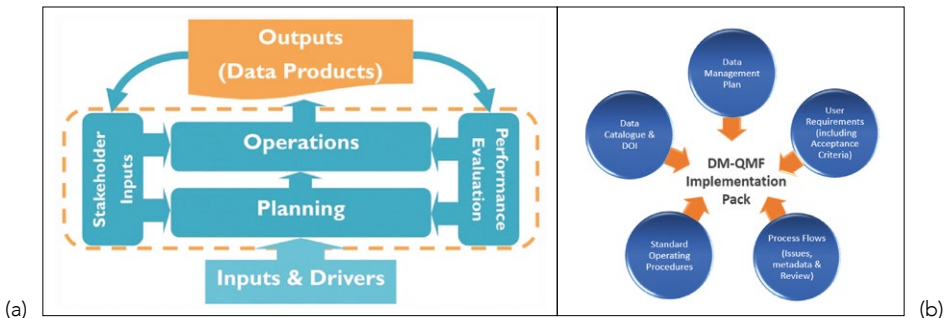 Outputs
(Data Products)
Stakeholder
Inputs
Operations
Planning
Performance
Evaluation
Inputs & Drivers
(a)
Data
Management
Plan
Data
Catalogue &
DOI
User
Requirements
(including
Acceptance
Criteria)
DM-QMF
Implementation
Pack
Standard
Operating
Procedures
Process Flows
(Issues,
metadata &
Review)
(b)